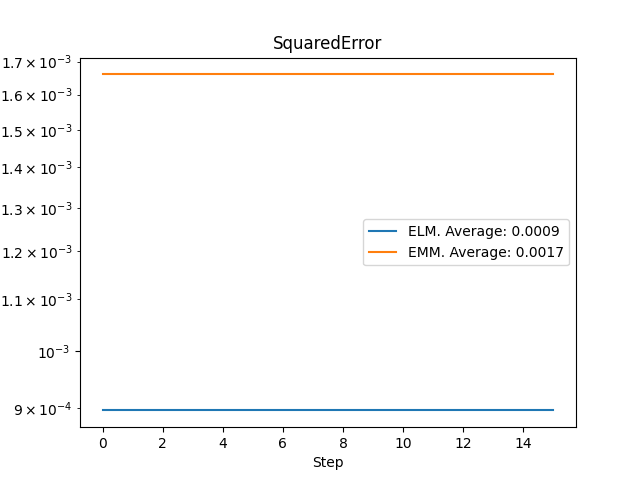 SquaredError
1.7 × 10⁻³
1.6 × 10⁻³
1.5 × 10⁻³
1.4 × 10⁻³
1.3 × 10⁻³
1.2 × 10⁻³
1.1 × 10⁻³
10⁻³
9 × 10⁻⁴
ELM. Average: 0.0009
EMM. Average: 0.0017
0 2 4 6 8 10 12 14
Step